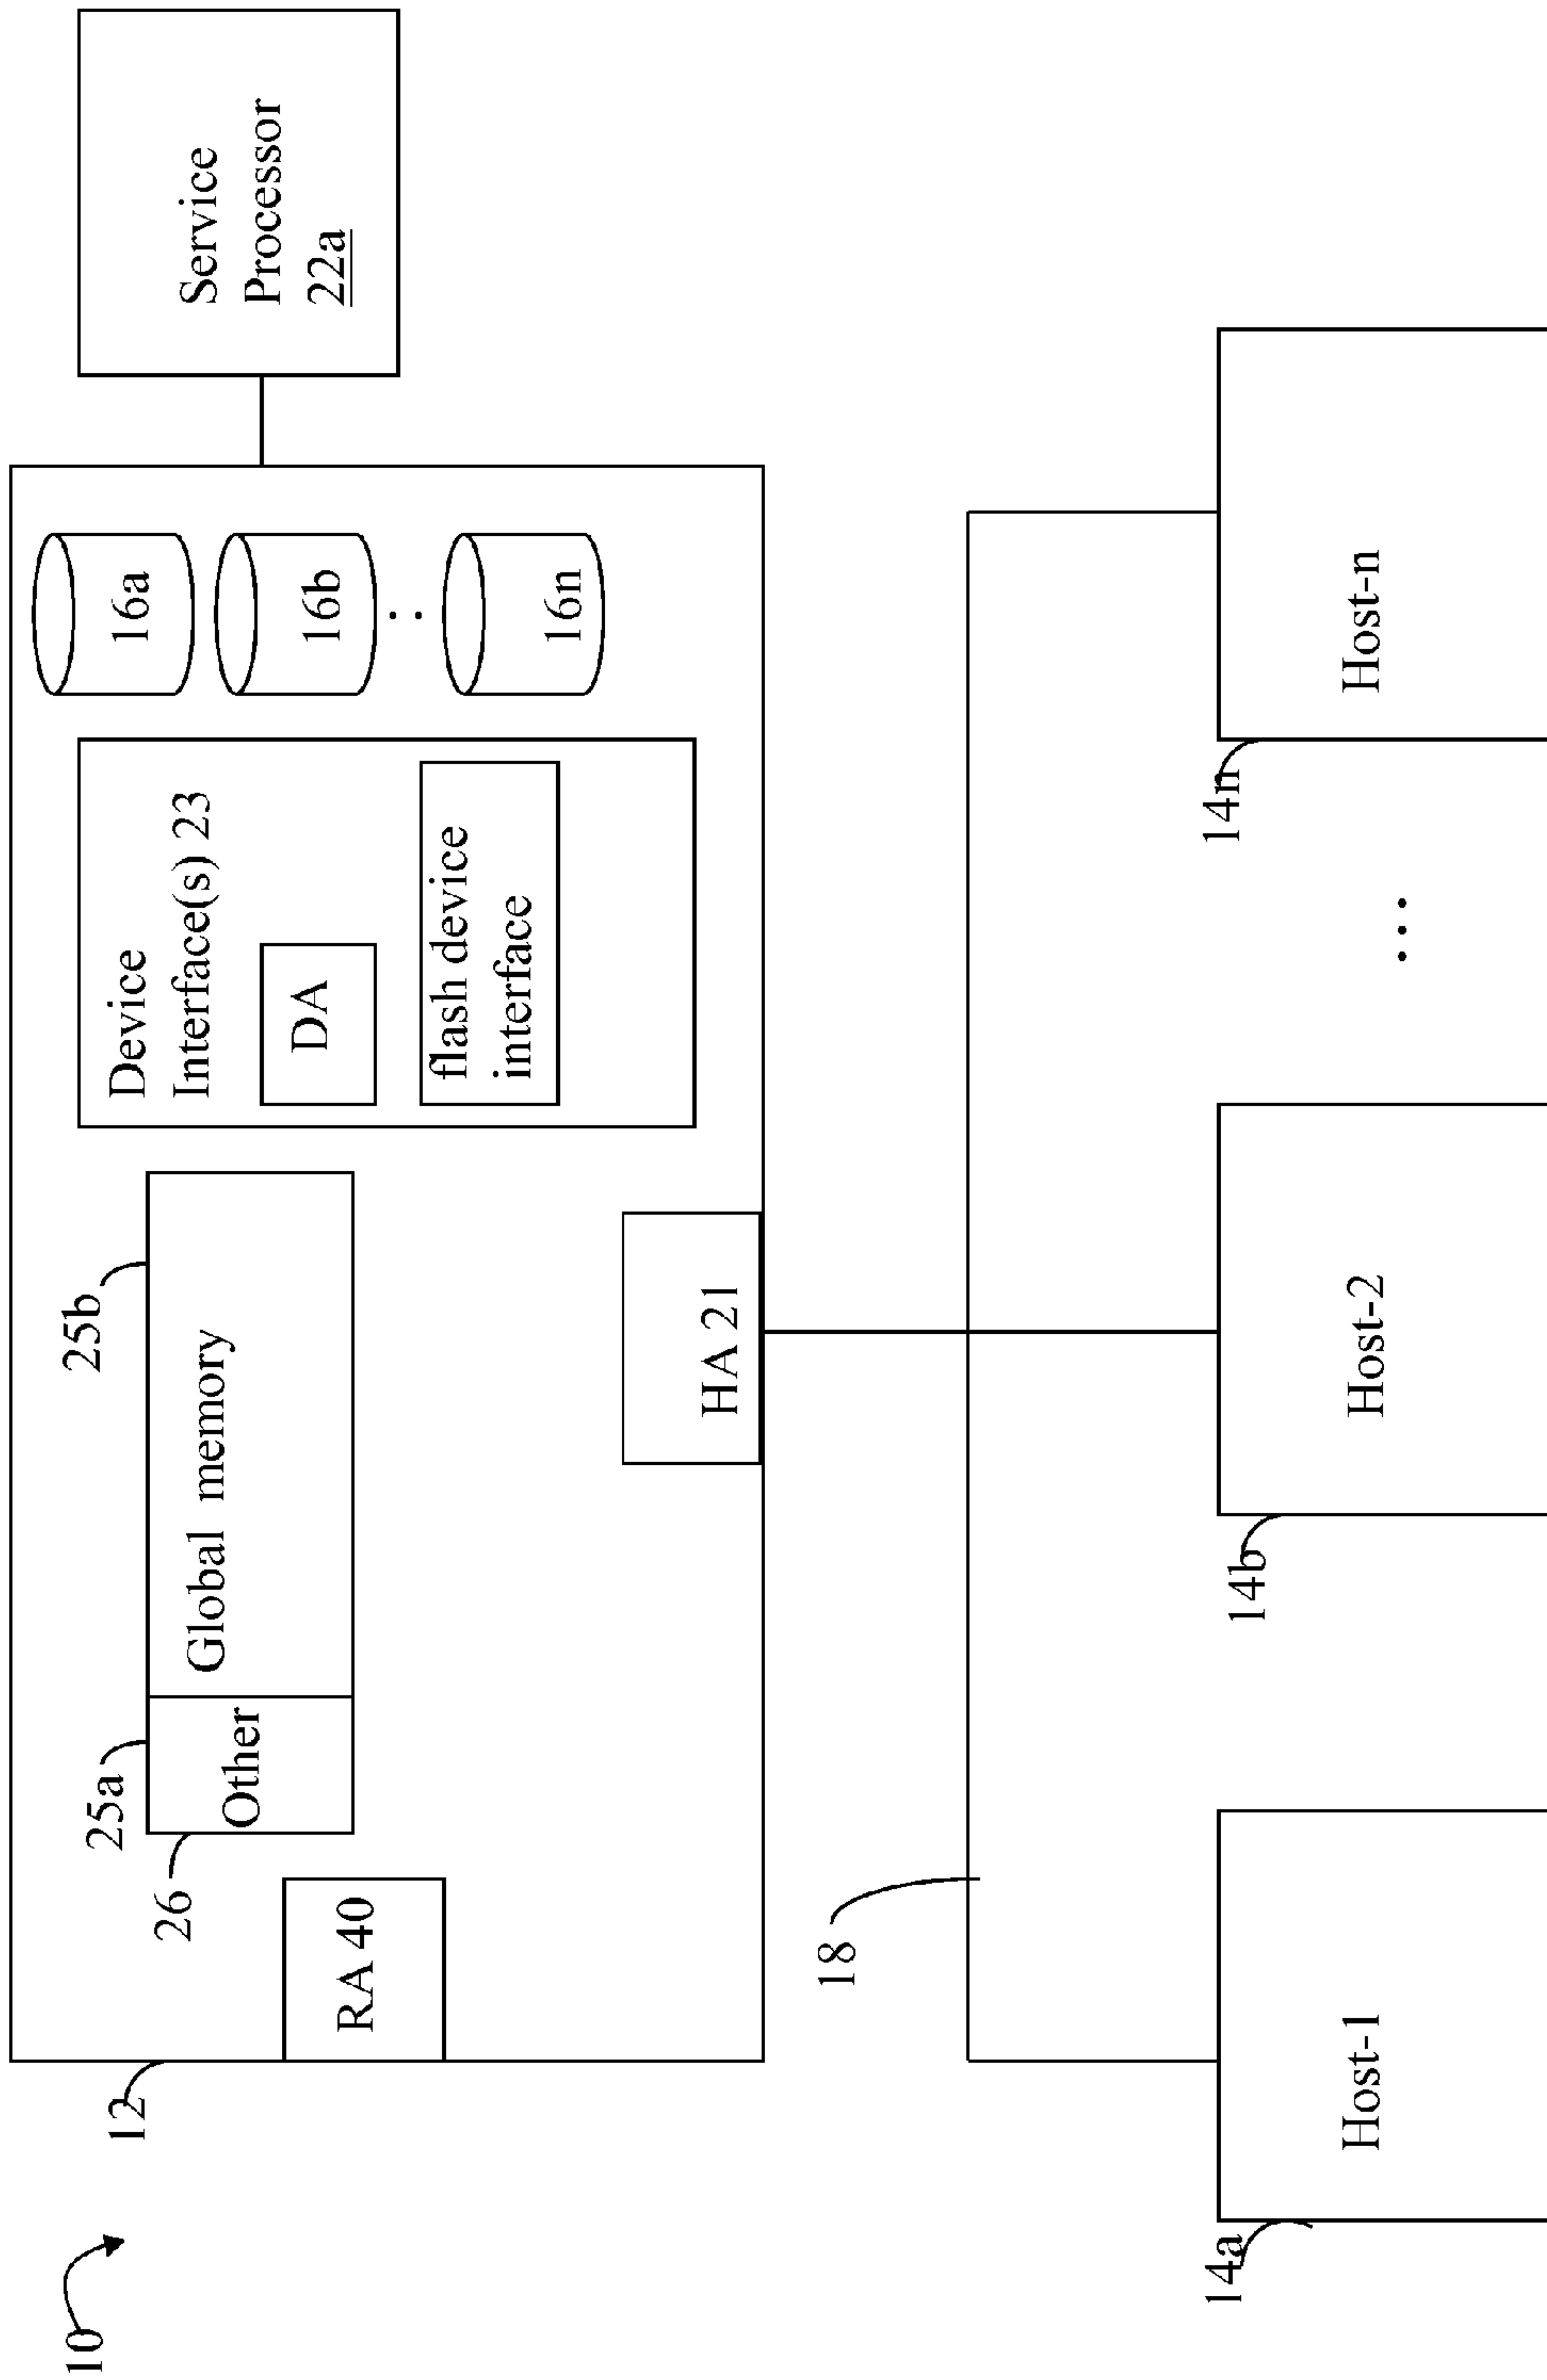 10
12
25a
25b
26
Other
Global memory
RA 40
HA 21
Device
Interface(s) 23
DA
flash device
interface
16a
16b
16n
Service
Processor
22a
18
14a
Host-1
14b
Host-2
...
14n
Host-n